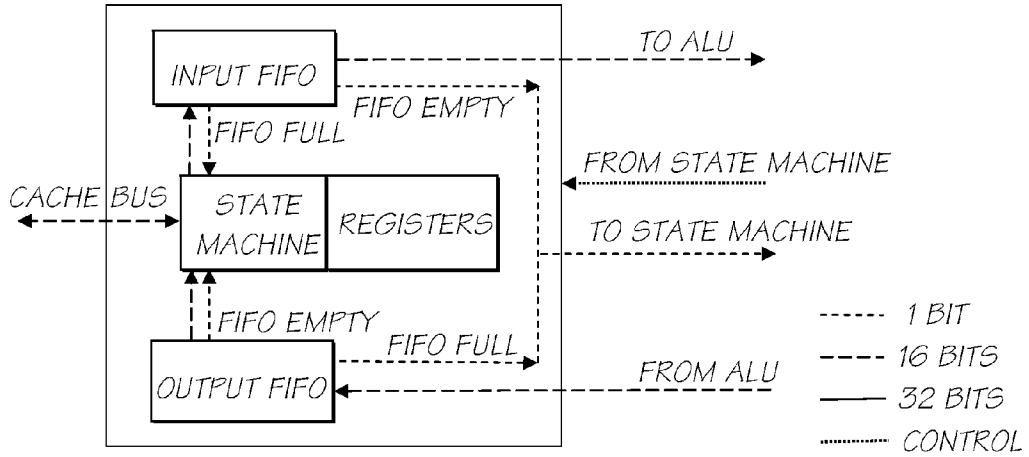 TO ALU
INPUT FIFO
FIFO EMPTY
FIFO FULL
FROM STATE MACHINE
CACHE BUS
STATE
MACHINE
REGISTERS
TO STATE MACHINE
FIFO EMPTY
FIFO FULL
OUTPUT FIFO
FROM ALU
1 BIT
16 BITS
32 BITS
CONTROL